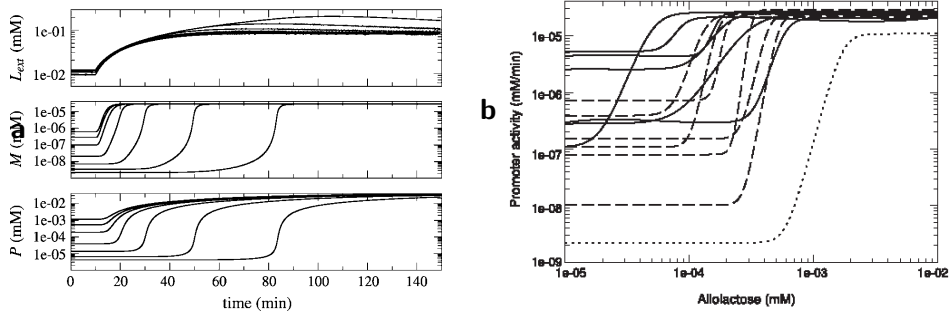 L_ext (mM)
1e-01
1e-02
a
M (mM)
1e-05
1e-06
1e-07
1e-08
P (mM)
1e-02
1e-03
1e-04
1e-05
0 20 40 60 80 100 120 140
time (min)
b
Promoter activity (mM/min)
1e-05
1e-06
1e-07
1e-08
1e-09
1e-05 1e-04 1e-03 1e-02
Allolactose (mM)